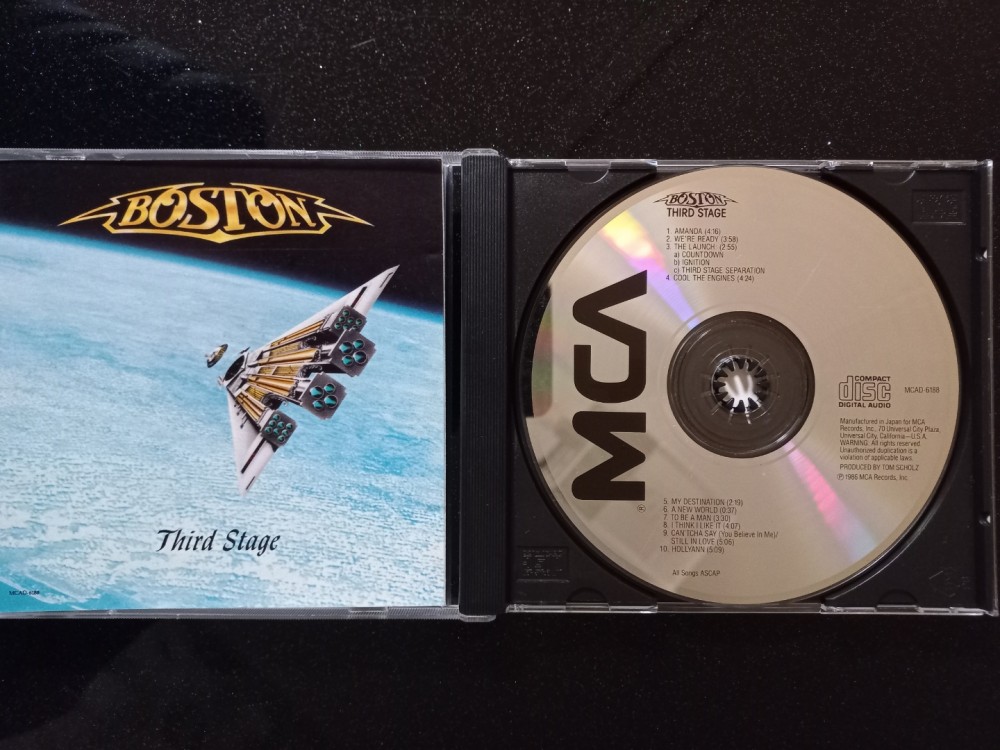 BOSTON
Third Stage
MCAD-6188
BOSTON
THIRD STAGE
1. AMANDA (4:16)
2. WE'RE READY (3:58)
3. THE LAUNCH (2:55)
a) COUNTDOWN
b) IGNITION
c) THIRD STAGE SEPARATION
4. COOL THE ENGINES (4:24)
MCA
®
COMPACT
disc
DIGITAL AUDIO
MCAD-6188
Manufactured in Japan for MCA
Records, Inc., 70 Universal City Plaza,
Universal City, California—U.S.A.
WARNING: All rights reserved.
Unauthorized duplication is a
violation of applicable laws.
PRODUCED BY TOM SCHOLZ
℗ 1986 MCA Records, Inc.
5. MY DESTINATION (2:19)
6. A NEW WORLD (0:37)
7. TO BE A MAN (3:30)
8. I THINK I LIKE IT (4:07)
9. CAN'TCHA SAY (You Believe In Me)/
STILL IN LOVE (5:06)
10. HOLLYANN (5:09)
All Songs ASCAP